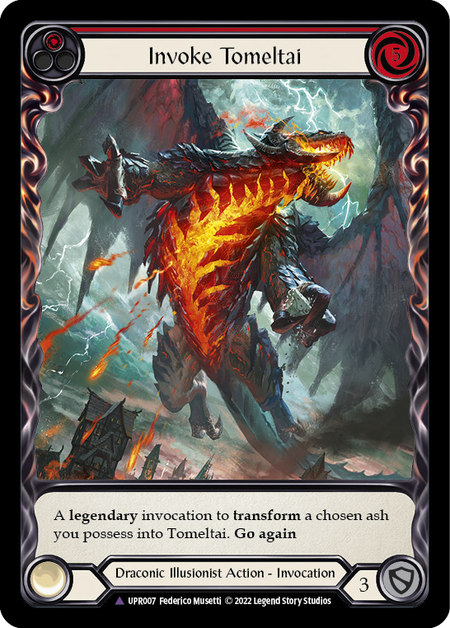 Invoke Tomeltai
5
A legendary invocation to transform a chosen ash
you possess into Tomeltai. Go again
Draconic Illusionist Action - Invocation
3
UPR007 Federico Musetti © 2022 Legend Story Studios